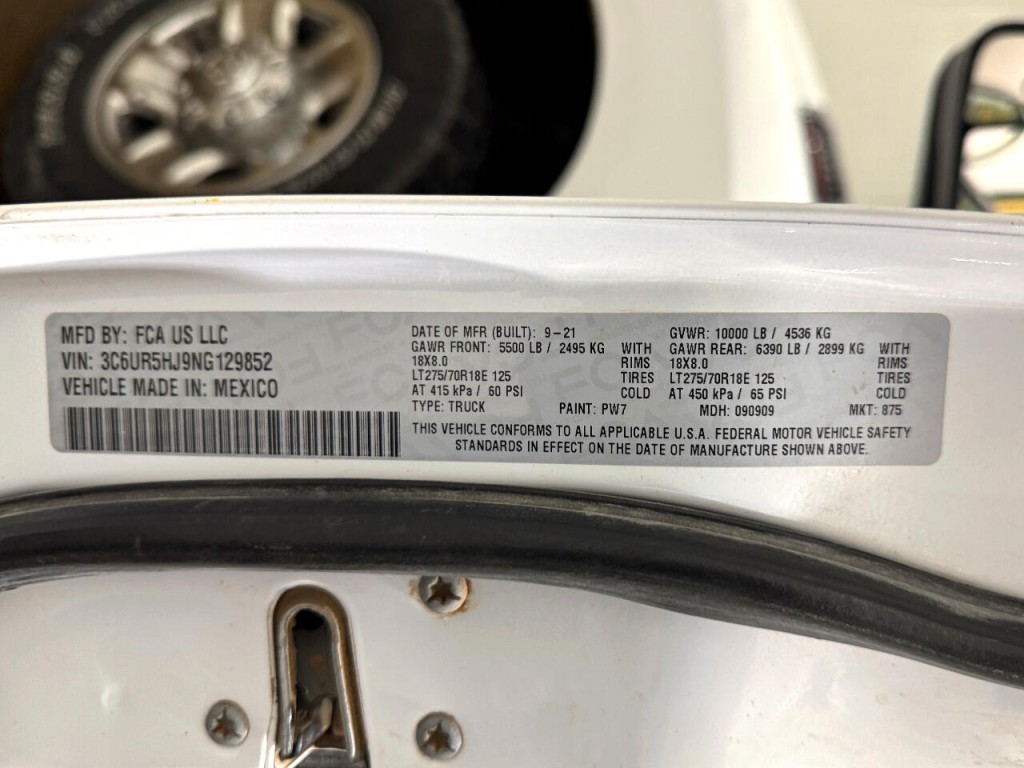 MFD BY: FCA US LLC
VIN: 3C6UR5HJ9NG129852
VEHICLE MADE IN: MEXICO
DATE OF MFR (BUILT): 9-21
GAWR FRONT: 5500 LB / 2495 KG WITH
18X8.0 RIMS
LT275/70R18E 125 TIRES
AT 415 kPa / 60 PSI COLD
TYPE: TRUCK PAINT: PW7
GVWR: 10000 LB / 4536 KG
GAWR REAR: 6390 LB / 2899 KG WITH
18X8.0 RIMS
LT275/70R18E 125 TIRES
AT 450 kPa / 65 PSI COLD
MDH: 090909 MKT: 875
THIS VEHICLE CONFORMS TO ALL APPLICABLE U.S.A. FEDERAL MOTOR VEHICLE SAFETY
STANDARDS IN EFFECT ON THE DATE OF MANUFACTURE SHOWN ABOVE.